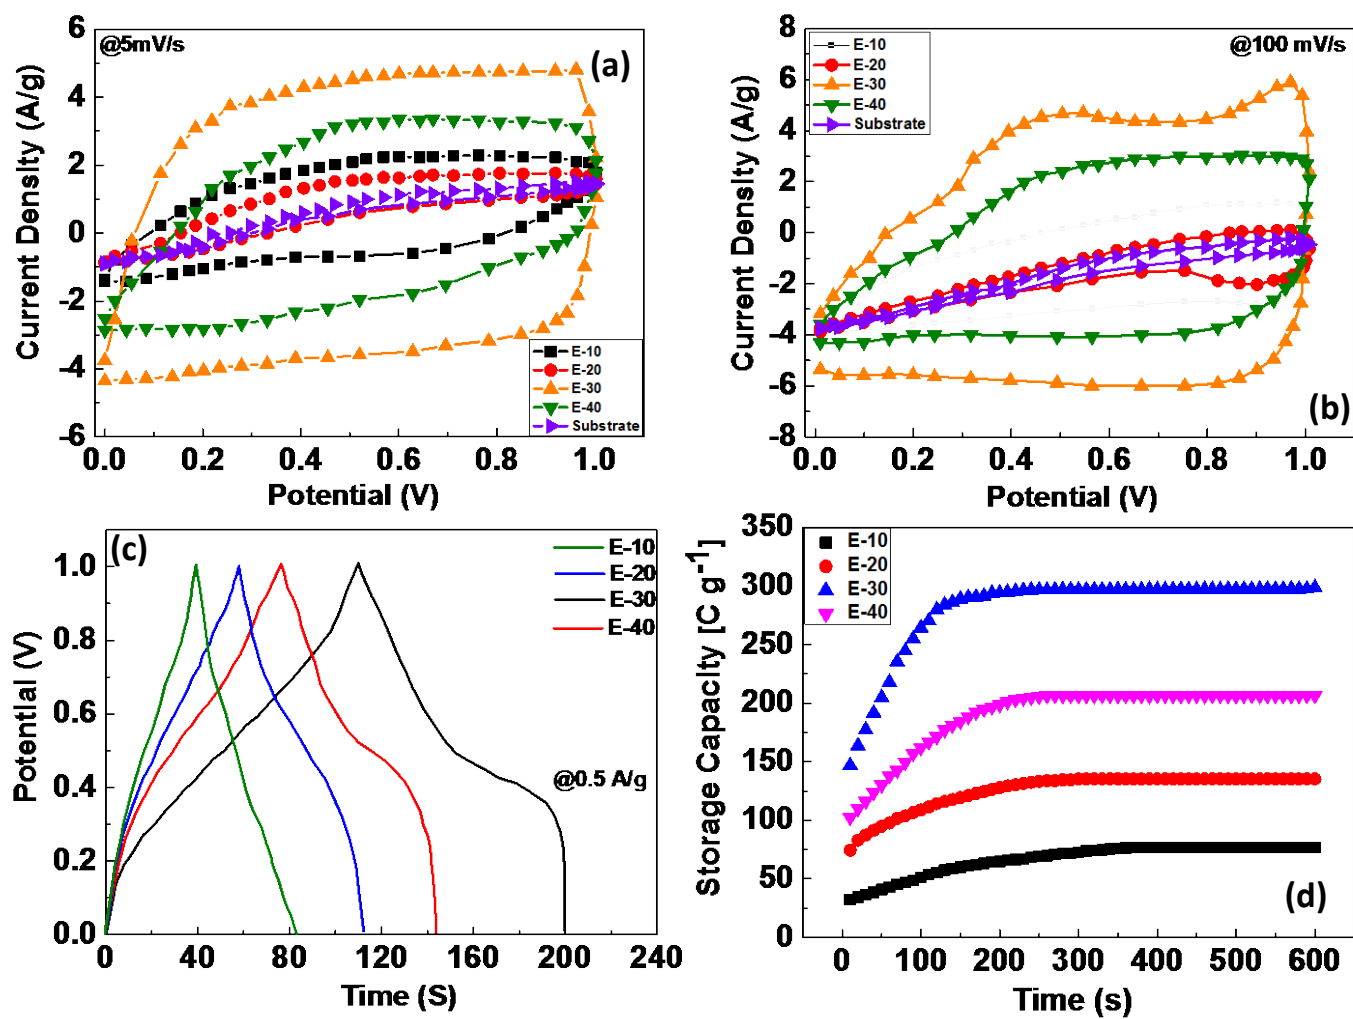 @5mV/s
(a)
6
4
2
0
-2
-4
-6
Current Density (A/g)
E-10
E-20
E-30
E-40
Substrate
0.0 0.2 0.4 0.6 0.8 1.0
Potential (V)
@100 mV/s
E-10
E-20
E-30
E-40
Substrate
8
6
4
2
0
-2
-4
-6
-8
Current Density (A/g)
(b)
0.0 0.2 0.4 0.6 0.8 1.0
Potential (V)
(c)
E-10
E-20
E-30
E-40
1.0
0.8
0.6
0.4
0.2
0.0
Potential (V)
@0.5 A/g
0 40 80 120 160 200 240
Time (S)
350
300
250
200
150
100
50
0
Storage Capacity [C g-1]
E-10
E-20
E-30
E-40
(d)
0 100 200 300 400 500 600
Time (s)